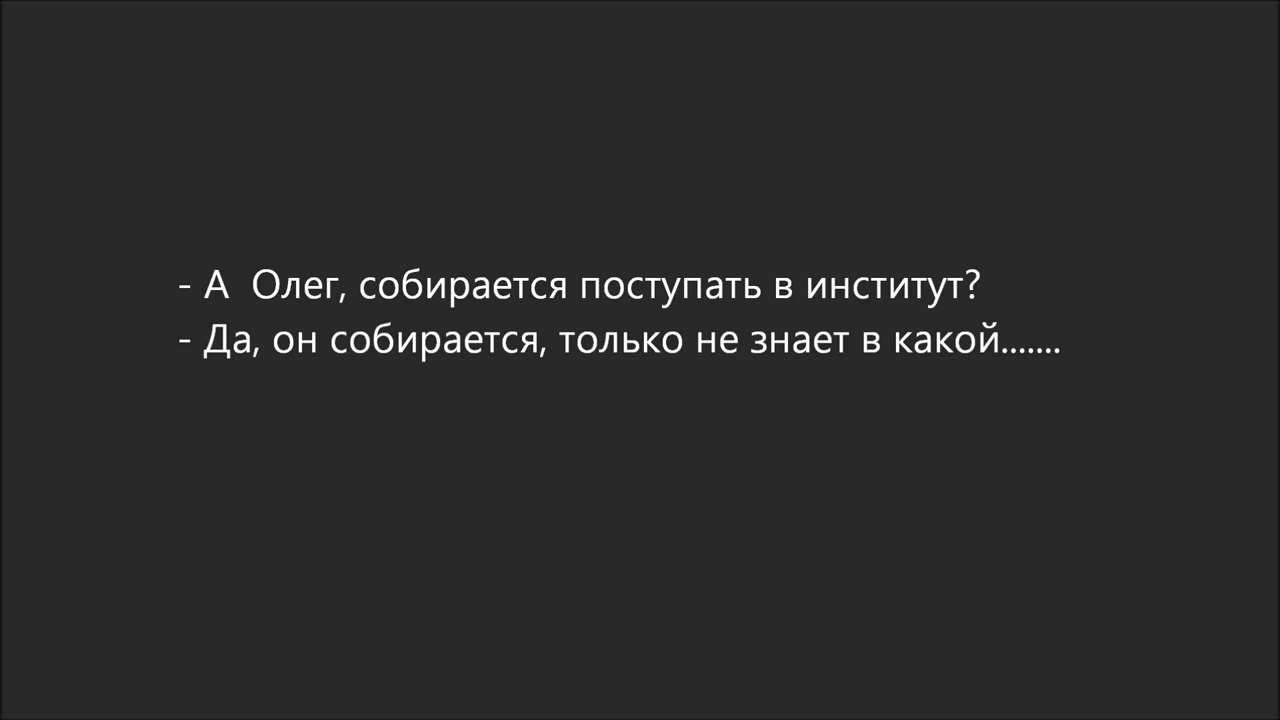 - А  Олег, собирается поступать в институт?
- Да, он собирается, только не знает в какой.......